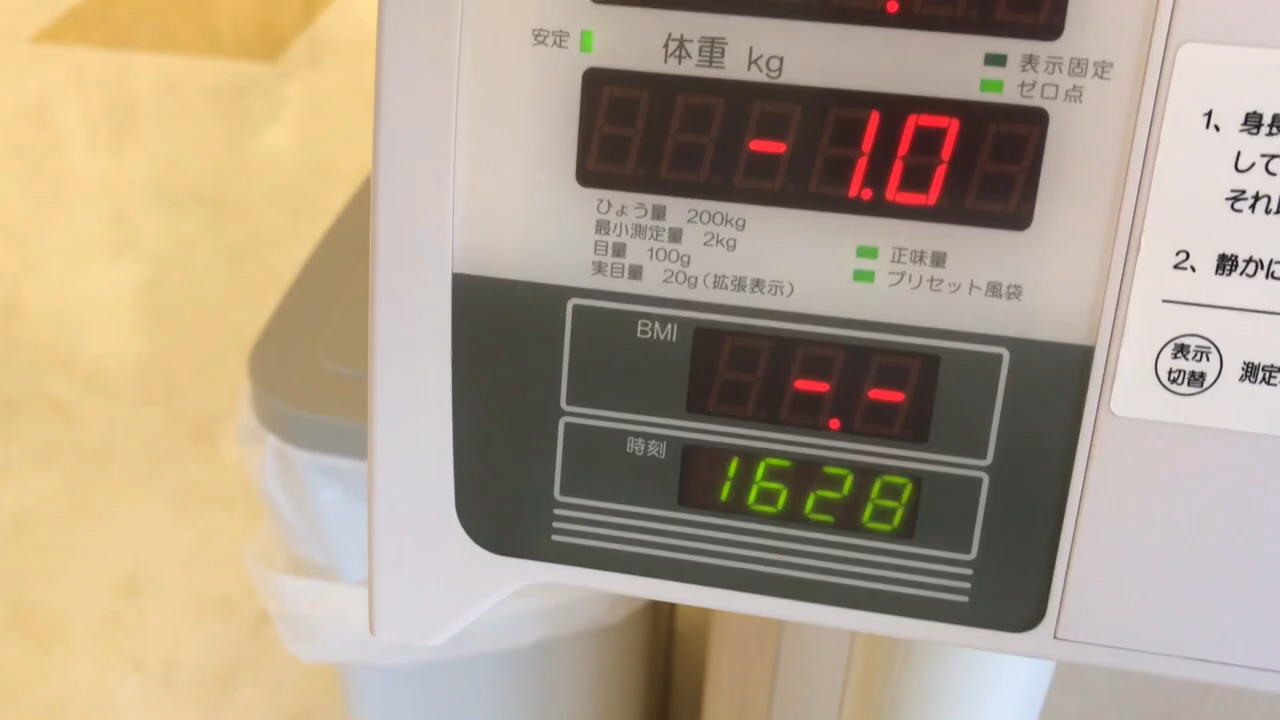 安定
体重 kg
表示固定
ゼロ点
-1.0
ひょう量 200kg
最小測定量 2kg
目量 100g
実目量 20g(拡張表示)
正味量
プリセット風袋
BMI
-.-
時刻
1628
1、身長
して
それ
2、静かに
表示
切替
測定